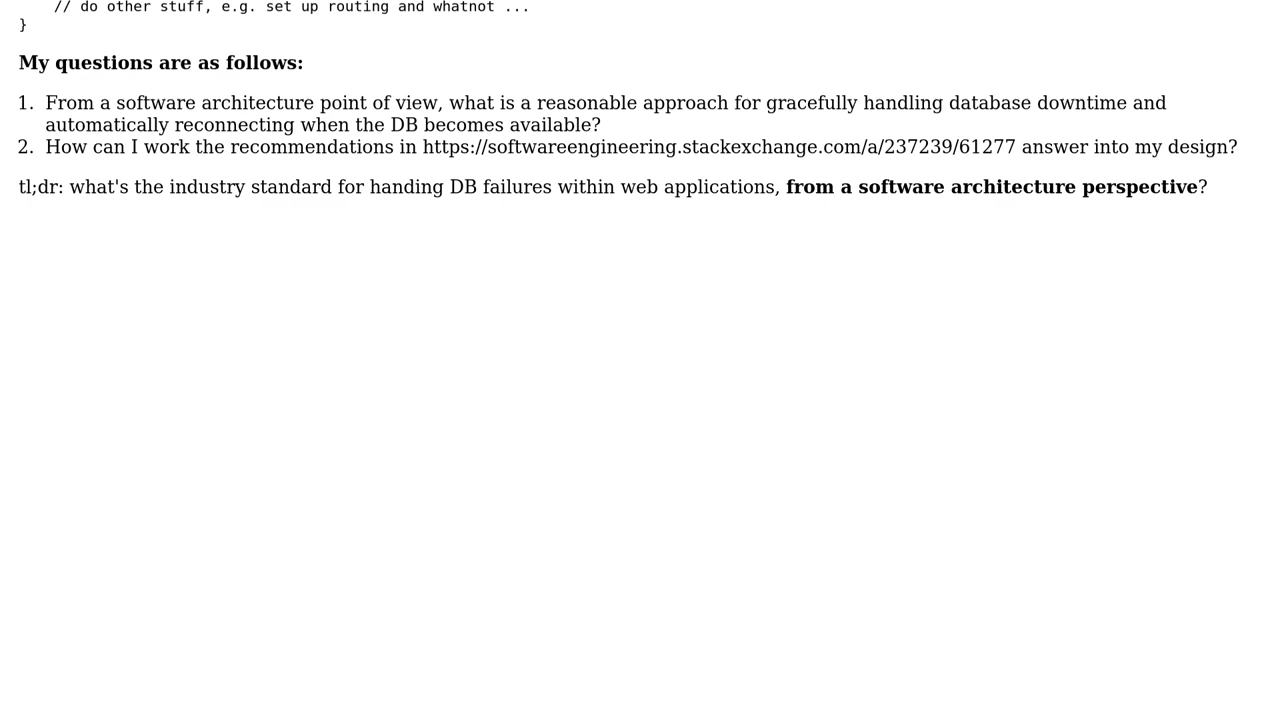 // do other stuff, e.g. set up routing and whatnot ...
}
My questions are as follows:
1. From a software architecture point of view, what is a reasonable approach for gracefully handling database downtime and
automatically reconnecting when the DB becomes available?
2. How can I work the recommendations in https://softwareengineering.stackexchange.com/a/237239/61277 answer into my design?
tl;dr: what's the industry standard for handing DB failures within web applications, from a software architecture perspective?